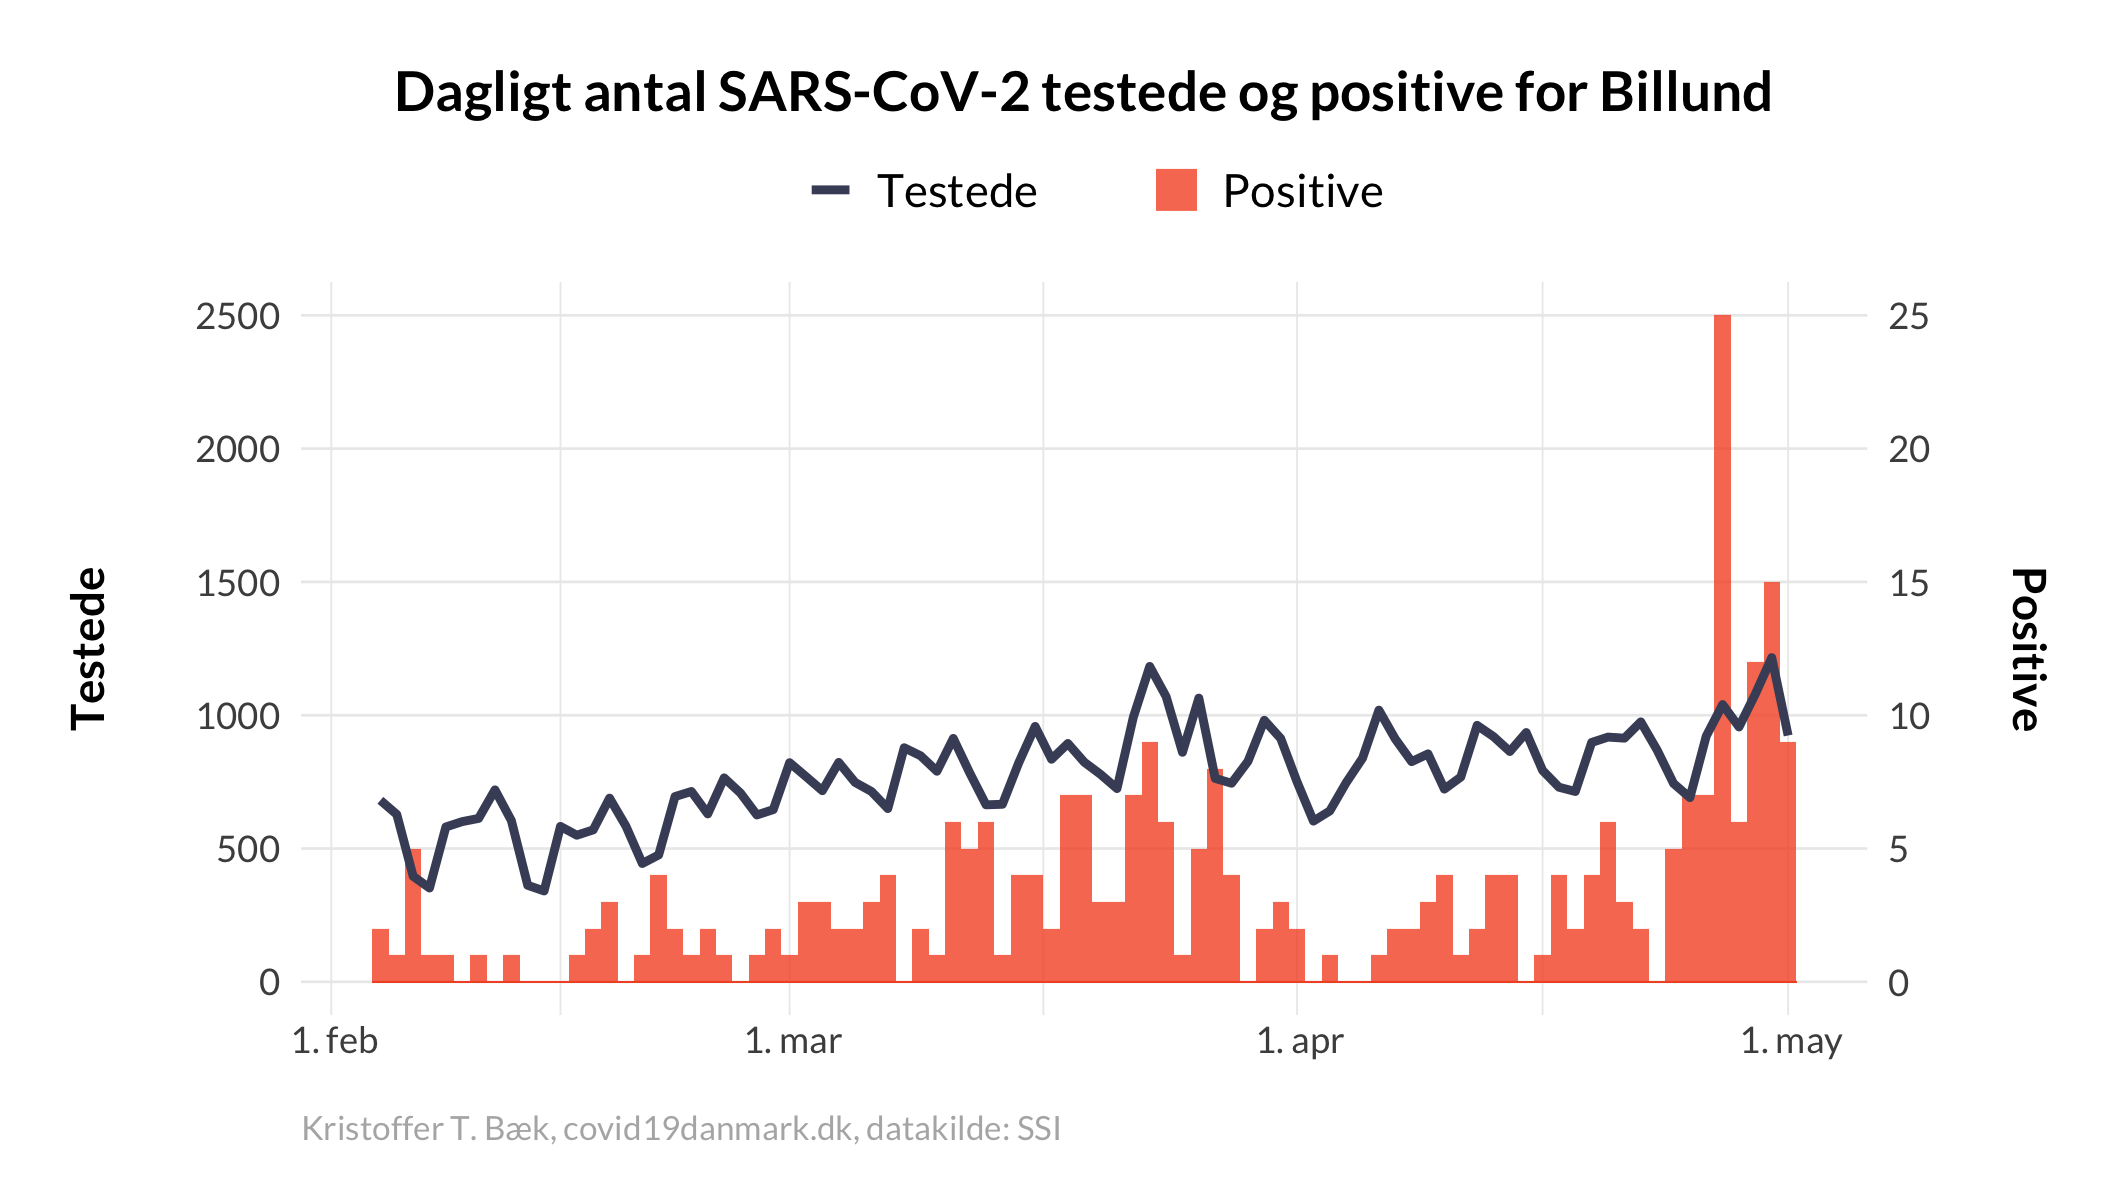 Dagligt antal SARS-CoV-2 testede og positive for Billund
Testede
Positive
2500
2000
1500
1000
500
0
Testede
25
20
15
10
5
0
Positive
1. feb
1. mar
1. apr
1. may
Kristoffer T. Bæk, covid19danmark.dk, datakilde: SSI